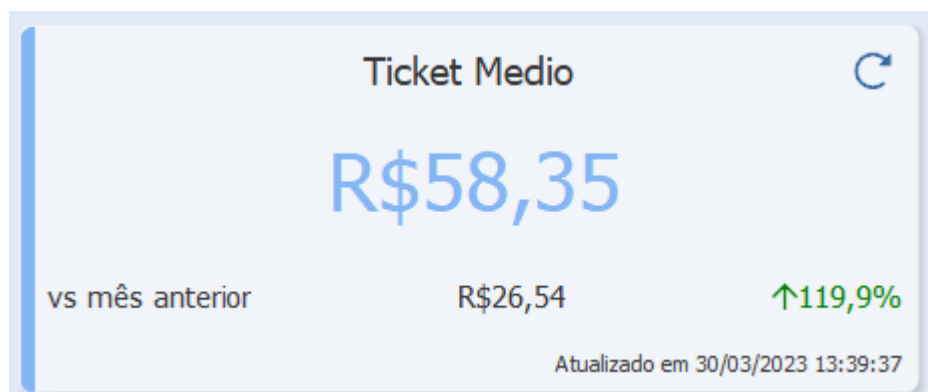 Ticket Medio
R$58,35
vs mês anterior R$26,54 ↑119,9%
Atualizado em 30/03/2023 13:39:37